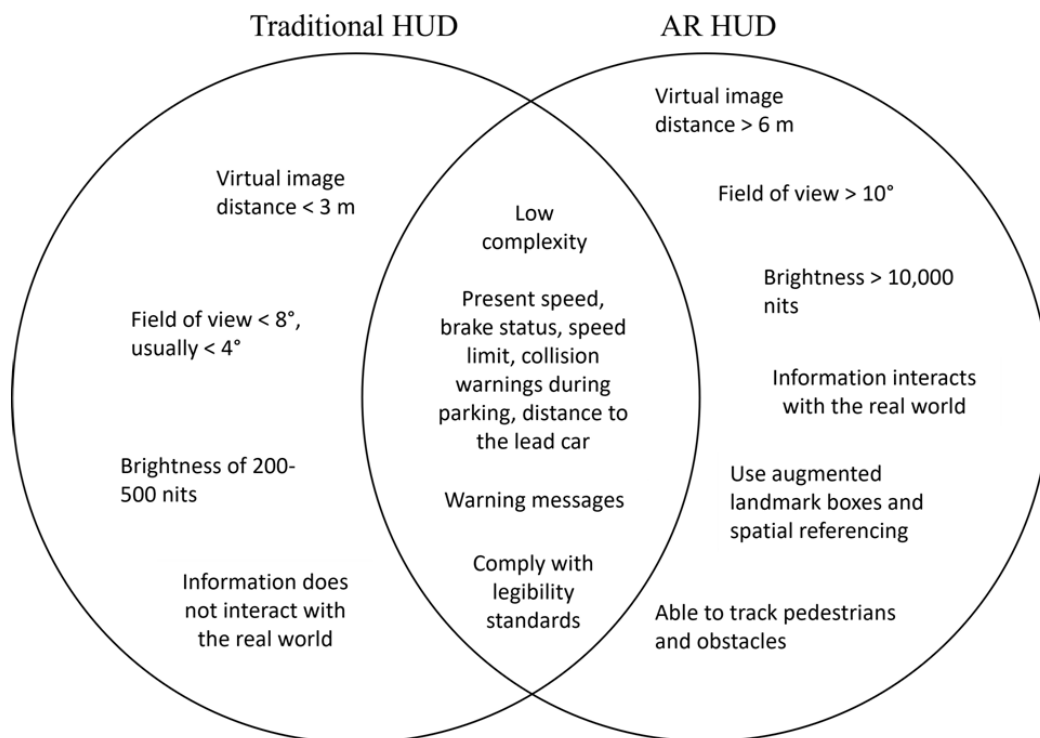 Traditional HUD
AR HUD
Virtual image
distance < 3 m
Field of view < 8°,
usually < 4°
Brightness of 200-
500 nits
Information does
not interact with
the real world
Low
complexity
Present speed,
brake status, speed
limit, collision
warnings during
parking, distance to
the lead car
Warning messages
Comply with
legibility
standards
Virtual image
distance > 6 m
Field of view > 10°
Brightness > 10,000
nits
Information interacts
with the real world
Use augmented
landmark boxes and
spatial referencing
Able to track pedestrians
and obstacles